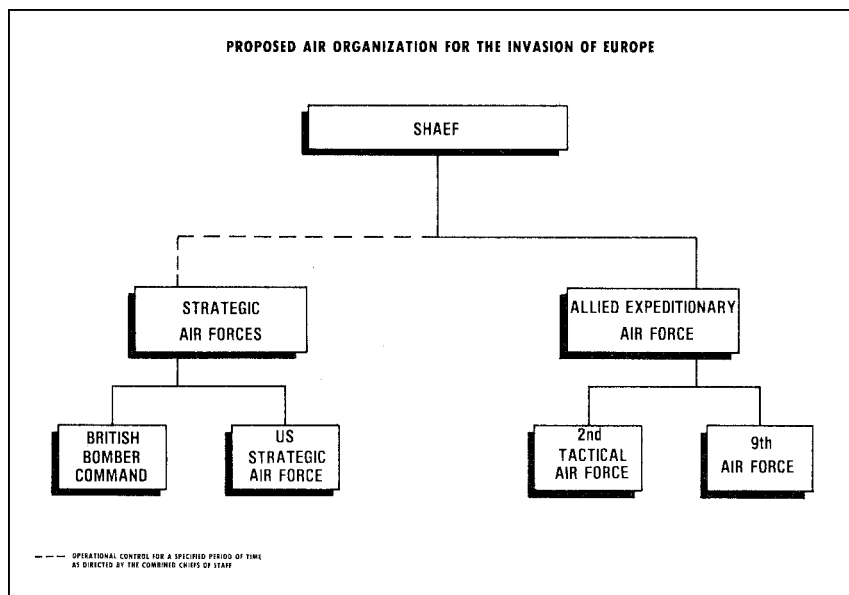 PROPOSED AIR ORGANIZATION FOR THE INVASION OF EUROPE
SHAEF
STRATEGIC
AIR FORCES
ALLIED EXPEDITIONARY
AIR FORCE
BRITISH
BOMBER
COMMAND
US
STRATEGIC
AIR FORCE
2nd
TACTICAL
AIR FORCE
9th
AIR FORCE
OPERATIONAL CONTROL FOR A SPECIFIED PERIOD OF TIME
AS DIRECTED BY THE COMBINED CHIEFS OF STAFF